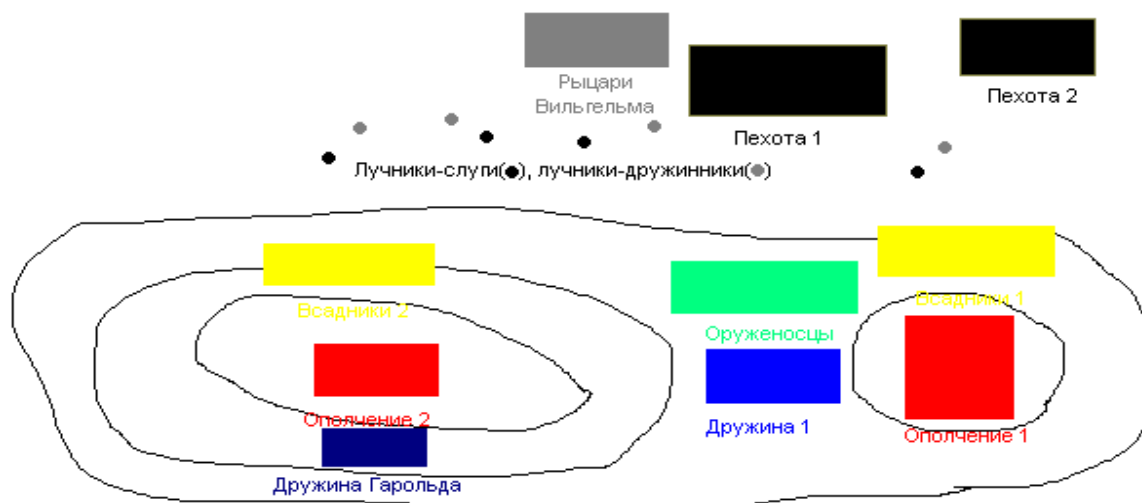 Рыцари
Вильгельма
Пехота 1
Пехота 2
Лучники-слуги(●), лучники-дружинники(●)
Всадники 2
Всадники 1
Оруженосцы
Ополчение 2
Дружина 1
Ополчение 1
Дружина Гарольда